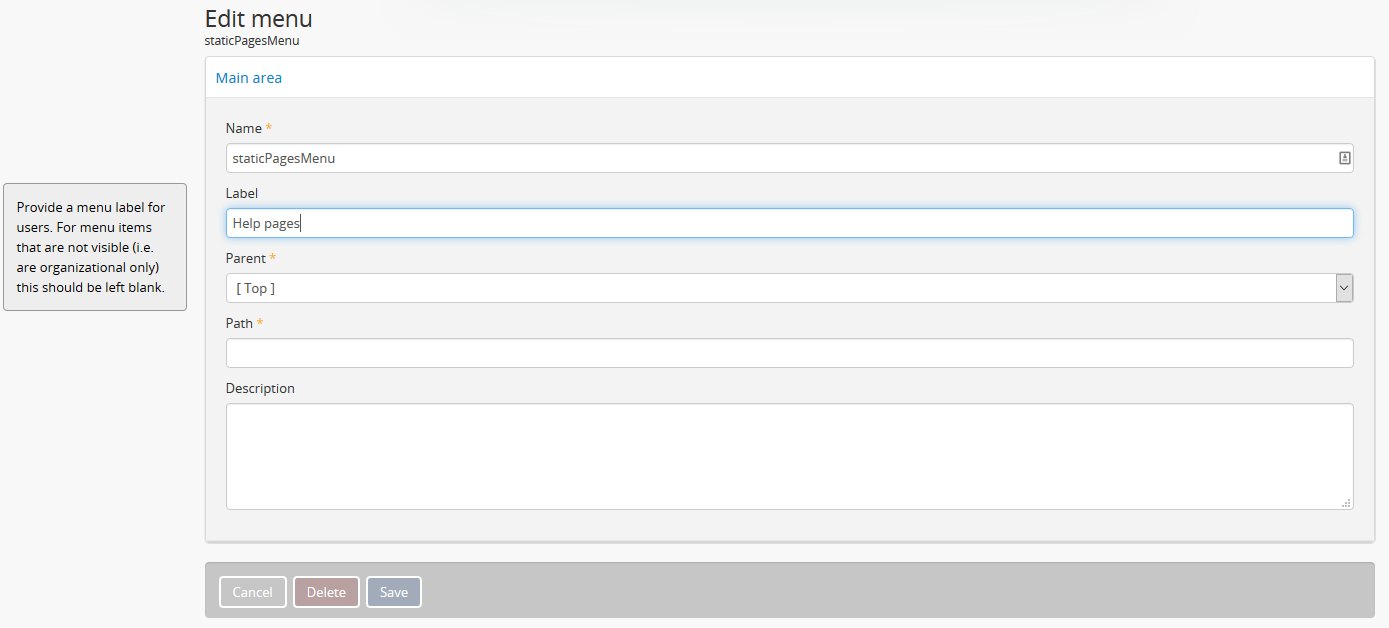 Edit menu
staticPagesMenu
Main area
Name *
staticPagesMenu
Label
Help pages
Provide a menu label for
users. For menu items
that are not visible (i.e.
are organizational only)
this should be left blank.
Parent *
[ Top ]
Path *
Description
Cancel Delete Save